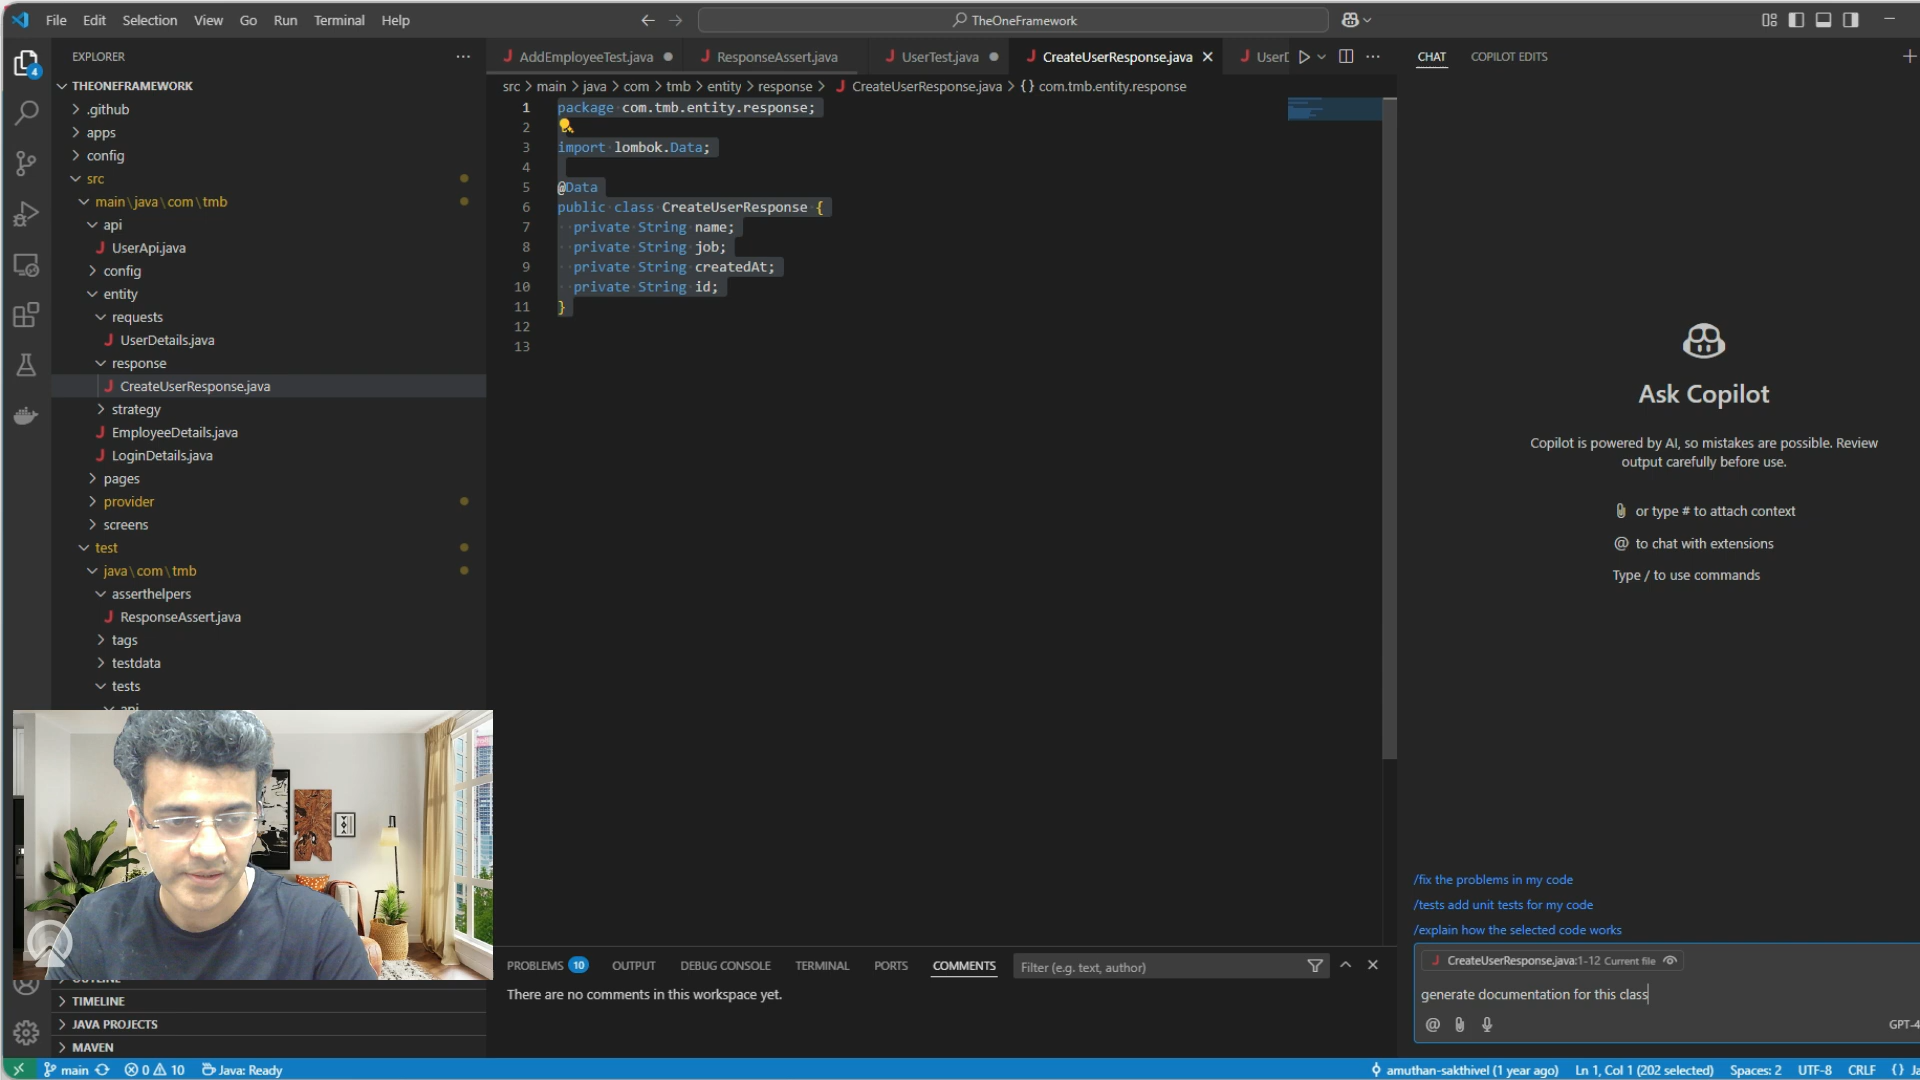 File Edit Selection View Go Run Terminal Help
TheOneFramework
EXPLORER
THEONEFRAMEWORK
.github
apps
config
src
main\java\com\tmb
api
UserApi.java
config
entity
requests
UserDetails.java
response
CreateUserResponse.java
strategy
EmployeeDetails.java
LoginDetails.java
pages
provider
screens
test
java\com\tmb
asserthelpers
ResponseAssert.java
tags
testdata
tests
api
OUTLINE
TIMELINE
JAVA PROJECTS
MAVEN
4
AddEmployeeTest.java ResponseAssert.java UserTest.java CreateUserResponse.java UserD
src > main > java > com > tmb > entity > response > CreateUserResponse.java > {} com.tmb.entity.response
1 package com.tmb.entity.response;
2
3 import lombok.Data;
4
5 @Data
6 public class CreateUserResponse {
7 private String name;
8 private String job;
9 private String createdAt;
10 private String id;
11 }
12
13
PROBLEMS 10 OUTPUT DEBUG CONSOLE TERMINAL PORTS COMMENTS Filter (e.g. text, author)
There are no comments in this workspace yet.
CHAT COPILOT EDITS
Ask Copilot
Copilot is powered by AI, so mistakes are possible. Review
output carefully before use.
or type # to attach context
@ to chat with extensions
Type / to use commands
/fix the problems in my code
/tests add unit tests for my code
/explain how the selected code works
CreateUserResponse.java:1-12 Current file
generate documentation for this class
@ GPT-4
main 0 10 Java: Ready amuthan-sakthivel (1 year ago) Ln 1, Col 1 (202 selected) Spaces: 2 UTF-8 CRLF {} Ja